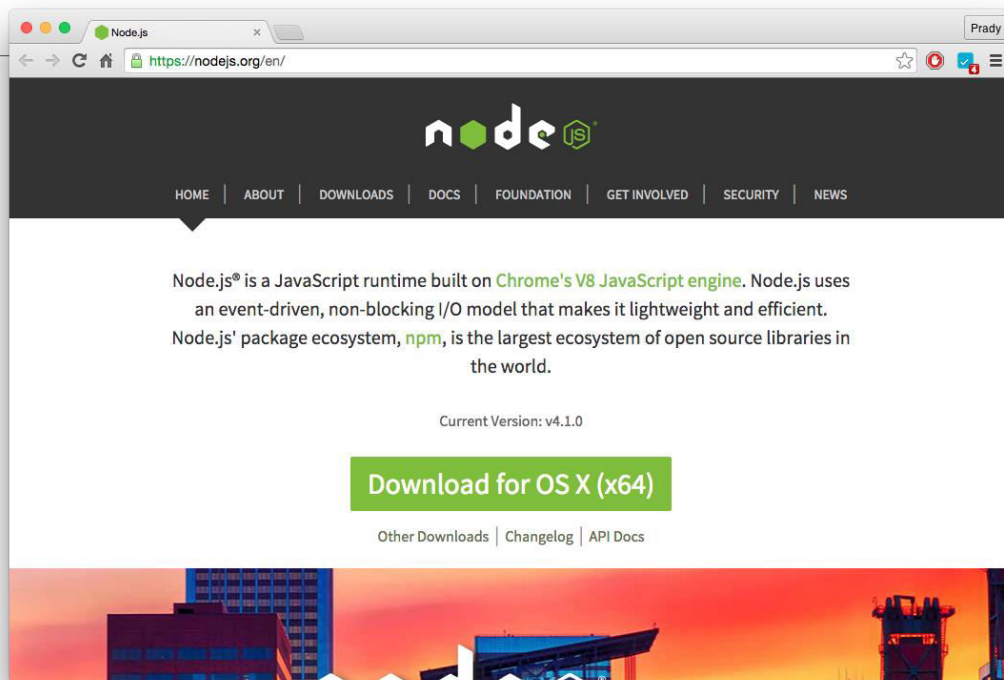 Node.js
Prady
https://nodejs.org/en/
4
node JS®
HOME | ABOUT | DOWNLOADS | DOCS | FOUNDATION | GET INVOLVED | SECURITY | NEWS
Node.js® is a JavaScript runtime built on Chrome's V8 JavaScript engine. Node.js uses
an event-driven, non-blocking I/O model that makes it lightweight and efficient.
Node.js' package ecosystem, npm, is the largest ecosystem of open source libraries in
the world.
Current Version: v4.1.0
Download for OS X (x64)
Other Downloads | Changelog | API Docs